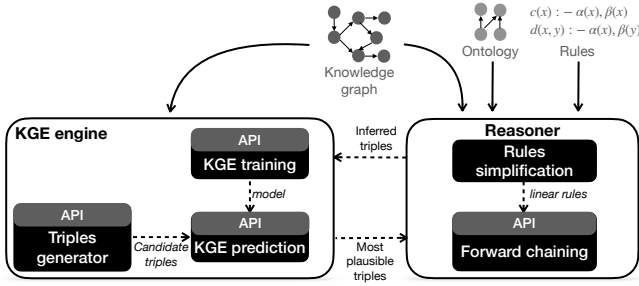 c(x) :− α(x), β(x)
d(x, y) :− α(x), β(y)
Knowledge
graph
Ontology
Rules
KGE engine
API
KGE training
model
API
Triples
generator
Candidate
triples
API
KGE prediction
Inferred
triples
Most
plausible
triples
Reasoner
Rules
simplification
linear rules
API
Forward chaining